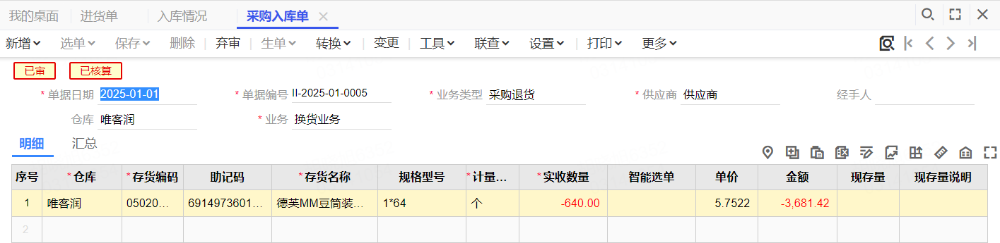 我的桌面 进货单 入库情况 采购入库单
新增 选单 保存 删除 弃审 生单 转换 变更 工具 联查 设置 打印 更多
已审 已核算
* 单据日期 2025-01-01 * 单据编号 II-2025-01-0005 * 业务类型 采购退货 * 供应商 供应商 经手人
仓库 唯客润 * 业务 换货业务
明细 汇总
序号 * 仓库 * 存货编码 助记码 * 存货名称 规格型号 * 计量... * 实收数量 智能选单 单价 金额 现存量 现存量说明
1 唯客润 05020... 6914973601... 德芙MM豆筒装... 1*64 个 -640.00 5.7522 -3,681.42
2